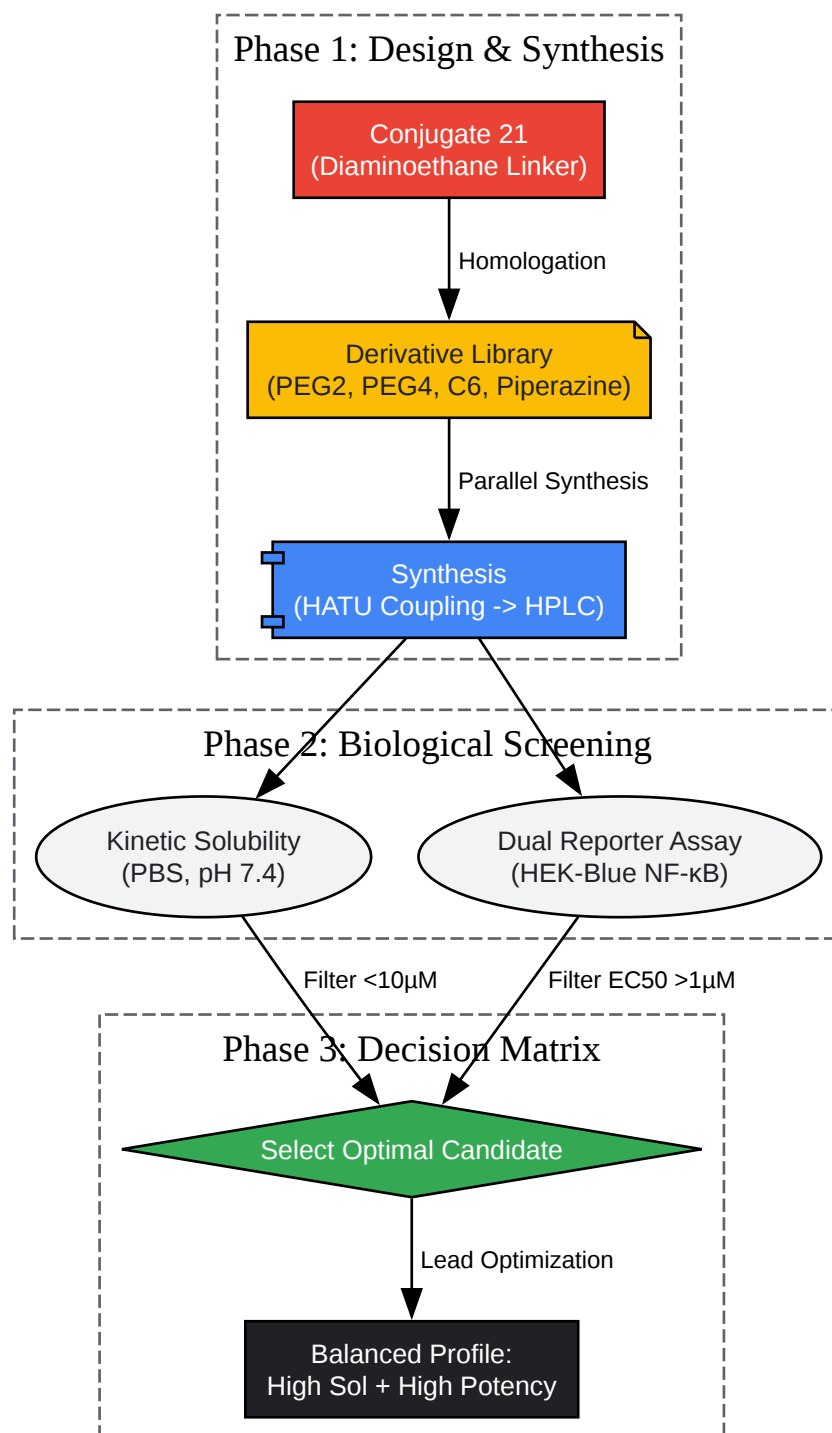 Phase 1: Design & Synthesis
Conjugate 21
(Diaminoethane Linker)
Homologation
Derivative Library
(PEG2, PEG4, C6, Piperazine)
Parallel Synthesis
Synthesis
(HATU Coupling -> HPLC)
Phase 2: Biological Screening
Kinetic Solubility
(PBS, pH 7.4)
Dual Reporter Assay
(HEK-Blue NF-κB)
Filter <10μM
Filter EC50 >1μM
Phase 3: Decision Matrix
Select Optimal Candidate
Lead Optimization
Balanced Profile:
High Sol + High Potency